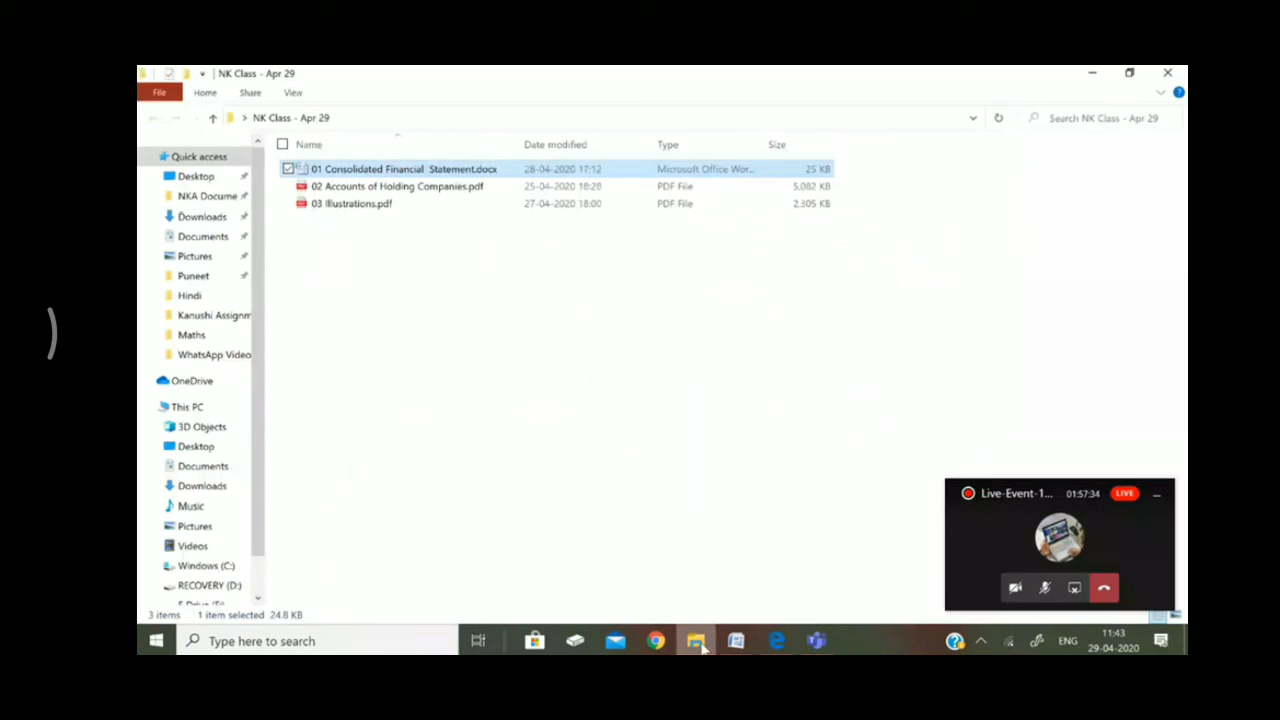 NK Class - Apr 29
File Home Share View
NK Class - Apr 29 Search NK Class - Apr 29
Name Date modified Type Size
01 Consolidated Financial Statement.docx 28-04-2020 17:12 Microsoft Office Wor... 25 KB
02 Accounts of Holding Companies.pdf 25-04-2020 18:28 PDF File 5,082 KB
03 Illustrations.pdf 27-04-2020 18:00 PDF File 2,305 KB
Quick access
Desktop
NKA Docume
Downloads
Documents
Pictures
Puneet
Hindi
Kanushi Assignm
Maths
WhatsApp Video
OneDrive
This PC
3D Objects
Desktop
Documents
Downloads
Music
Pictures
Videos
Windows (C:)
RECOVERY (D:)
Live-Event-1... 01:57:34 LIVE
3 items 1 item selected 24.8 KB
Type here to search
ENG
11:43
29-04-2020